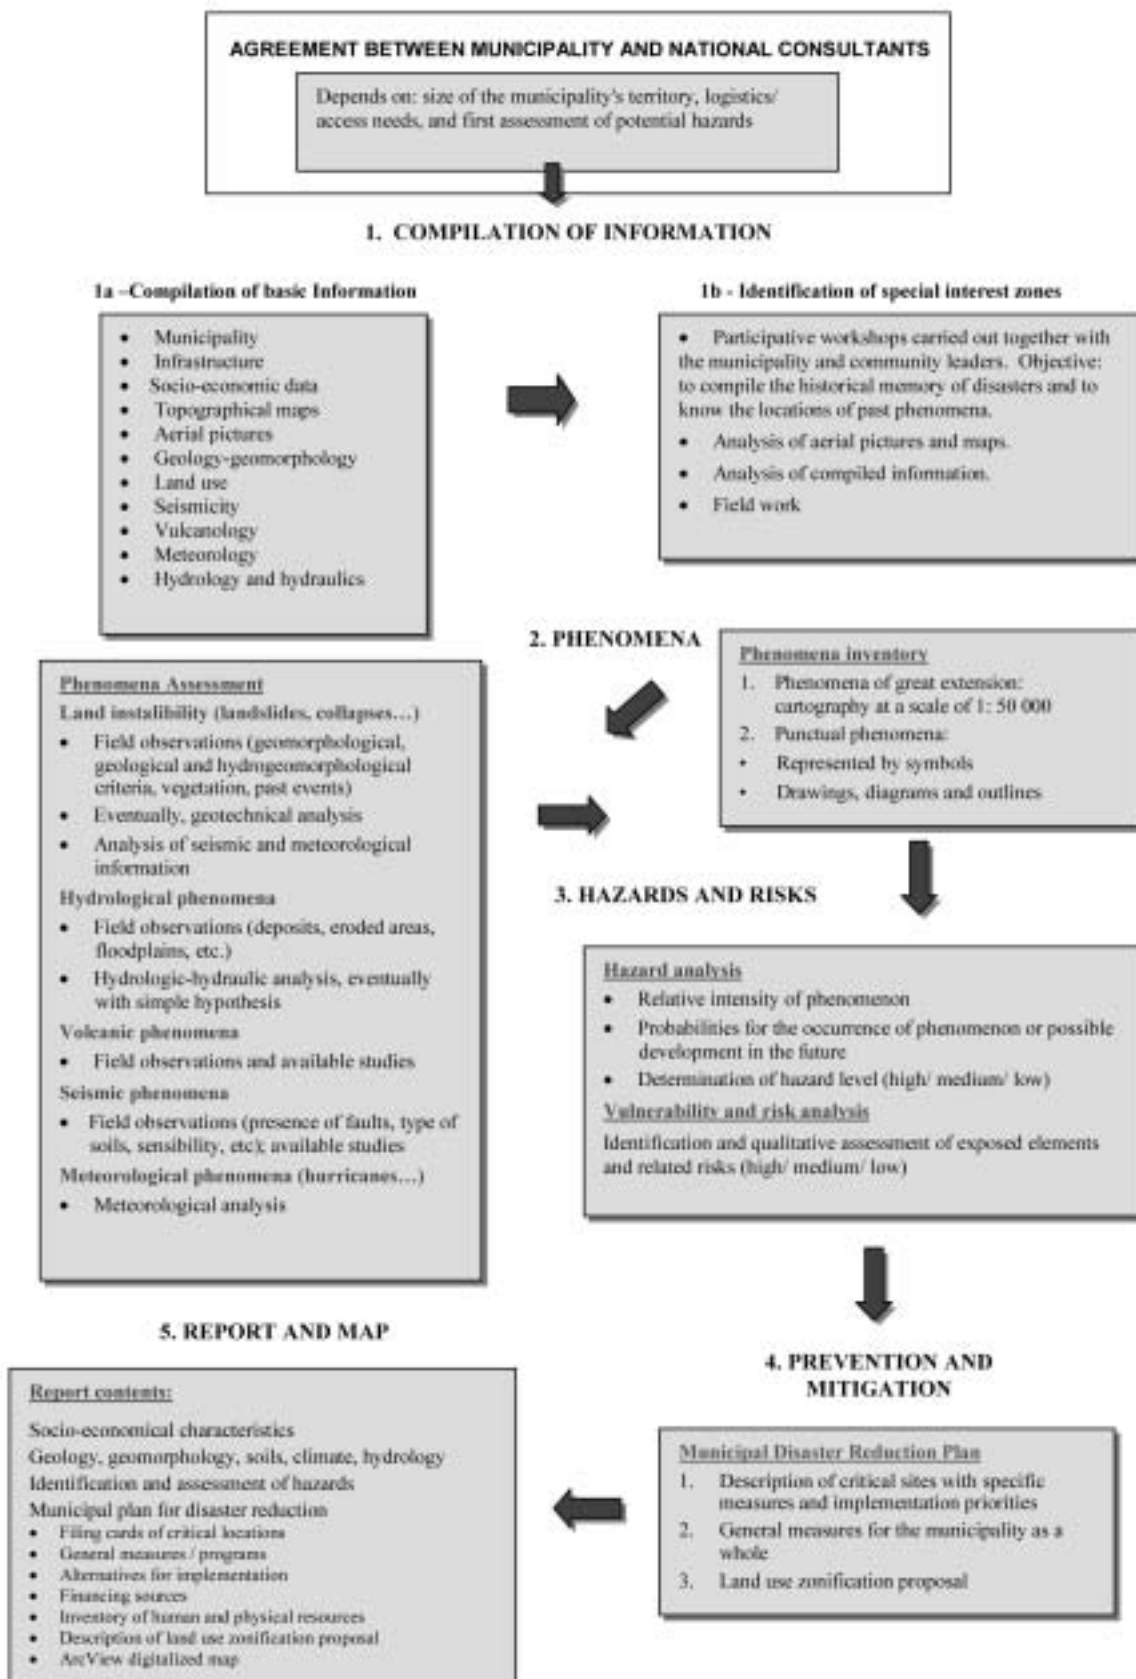 AGREEMENT BETWEEN MUNICIPALITY AND NATIONAL CONSULTANTS
Depends on: size of the municipality's territory, logistics/
access needs, and first assessment of potential hazards
1. COMPILATION OF INFORMATION
1a –Compilation of basic Information
• Municipality
• Infrastructure
• Socio-economic data
• Topographical maps
• Aerial pictures
• Geology-geomorphology
• Land use
• Seismicity
• Vulcanology
• Meteorology
• Hydrology and hydraulics
1b - Identification of special interest zones
• Participative workshops carried out together with
the municipality and community leaders. Objective:
to compile the historical memory of disasters and to
know the locations of past phenomena.
• Analysis of aerial pictures and maps.
• Analysis of compiled information.
• Field work
2. PHENOMENA
Phenomena inventory
1. Phenomena of great extension:
cartography at a scale of 1: 50 000
2. Punctual phenomena:
• Represented by symbols
• Drawings, diagrams and outlines
Phenomena Assessment
Land instalibility (landslides, collapses…)
• Field observations (geomorphological,
geological and hydrogeomorphological
criteria, vegetation, past events)
• Eventually, geotechnical analysis
• Analysis of seismic and meteorological
information
Hydrological phenomena
• Field observations (deposits, eroded areas,
floodplains, etc.)
• Hydrologic-hydraulic analysis, eventually
with simple hypothesis
Volcanic phenomena
• Field observations and available studies
Seismic phenomena
• Field observations (presence of faults, type of
soils, sensibility, etc); available studies
Meteorological phenomena (hurricanes…)
• Meteorological analysis
3. HAZARDS AND RISKS
Hazard analysis
• Relative intensity of phenomenon
• Probabilities for the occurrence of phenomenon or possible
development in the future
• Determination of hazard level (high/ medium/ low)
Vulnerability and risk analysis
Identification and qualitative assessment of exposed elements
and related risks (high/ medium/ low)
4. PREVENTION AND
MITIGATION
Municipal Disaster Reduction Plan
1. Description of critical sites with specific
measures and implementation priorities
2. General measures for the municipality as a
whole
3. Land use zonification proposal
5. REPORT AND MAP
Report contents:
Socio-economical characteristics
Geology, geomorphology, soils, climate, hydrology
Identification and assessment of hazards
Municipal plan for disaster reduction
• Filing cards of critical locations
• General measures / programs
• Alternatives for implementation
• Financing sources
• Inventory of human and physical resources
• Description of land use zonification proposal
• ArcView digitalized map